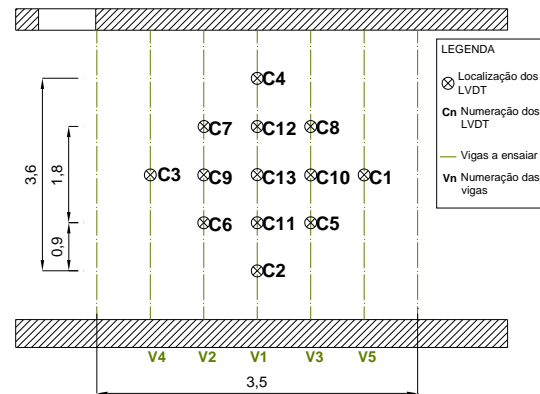 C4
C7 C12 C8
C3 C9 C13 C10 C1
C6 C11 C5
C2
3,6
1,8
0,9
V4 V2 V1 V3 V5
3,5
LEGENDA
Localização dos
LVDT
Cn Numeração dos
LVDT
Vigas a ensaiar
Vn Numeração das
vigas